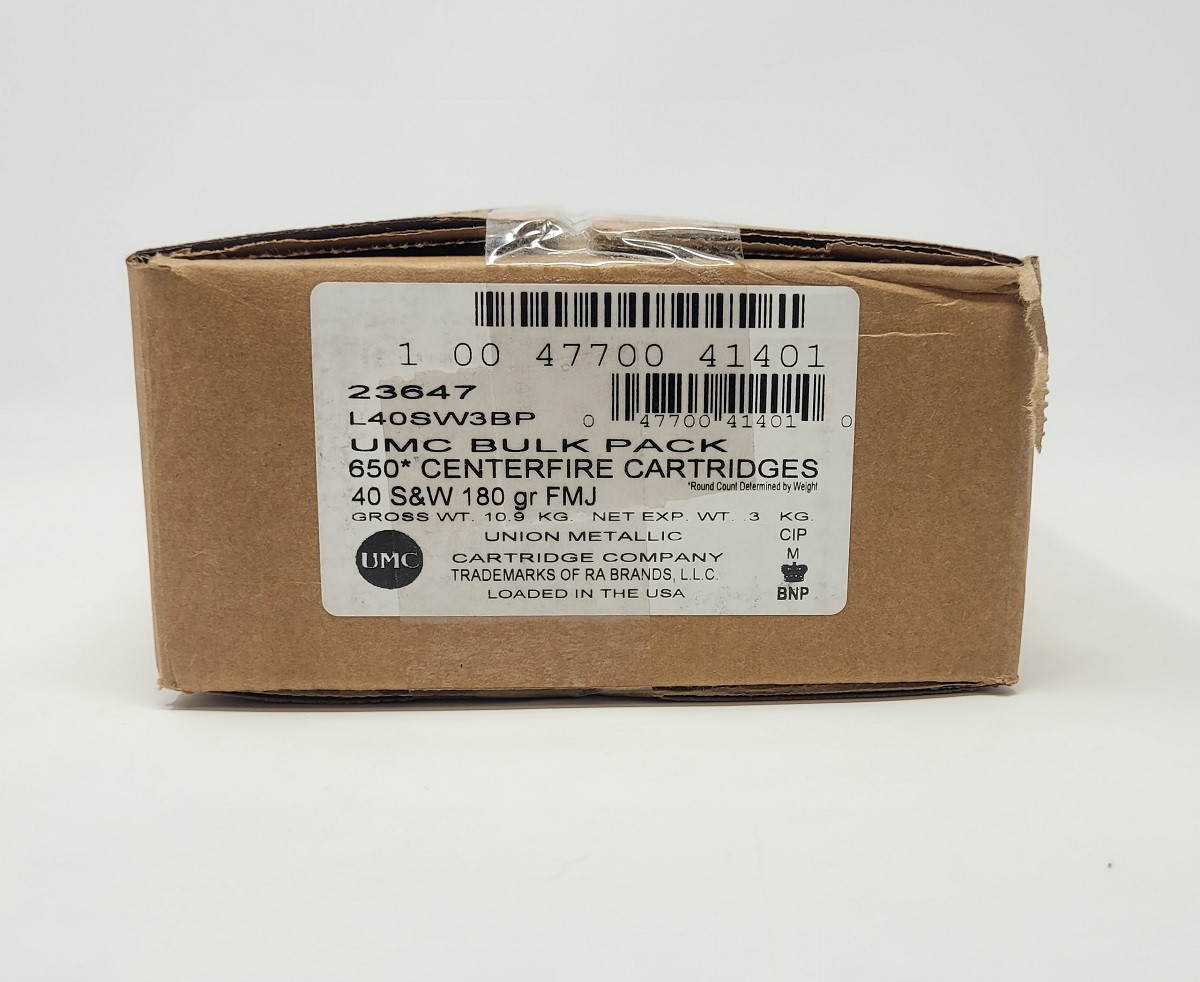 1 00 47700 41401
23647
L40SW3BP
0 47700 41401 0
UMC BULK PACK
650* CENTERFIRE CARTRIDGES
*Round Count Determined by Weight
40 S&W 180 gr FMJ
GROSS WT. 10.9 KG. NET EXP. WT. .3 KG.
UMC
UNION METALLIC
CARTRIDGE COMPANY
TRADEMARKS OF RA BRANDS, L.L.C.
LOADED IN THE USA
CIP
M
BNP